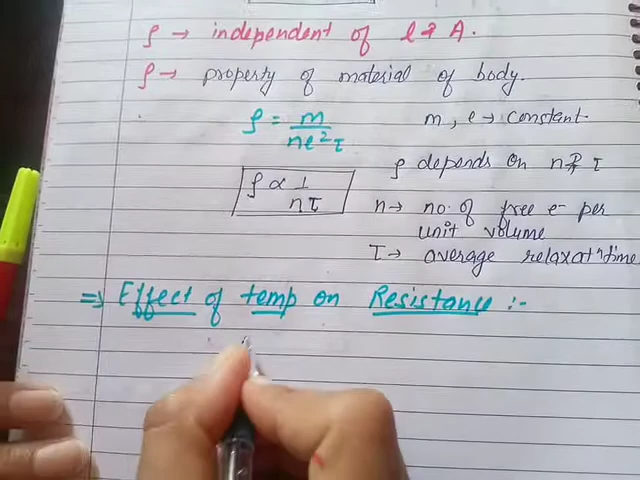 ρ → independent of l & A.
ρ → property of material of body.
ρ = m / ne²τ    m, e → constant.
ρ depends on n & τ
ρ ∝ 1 / nτ
n → no. of free e⁻ per unit volume
τ → average relaxatⁿ time
⇒ Effect of temp on Resistance :-